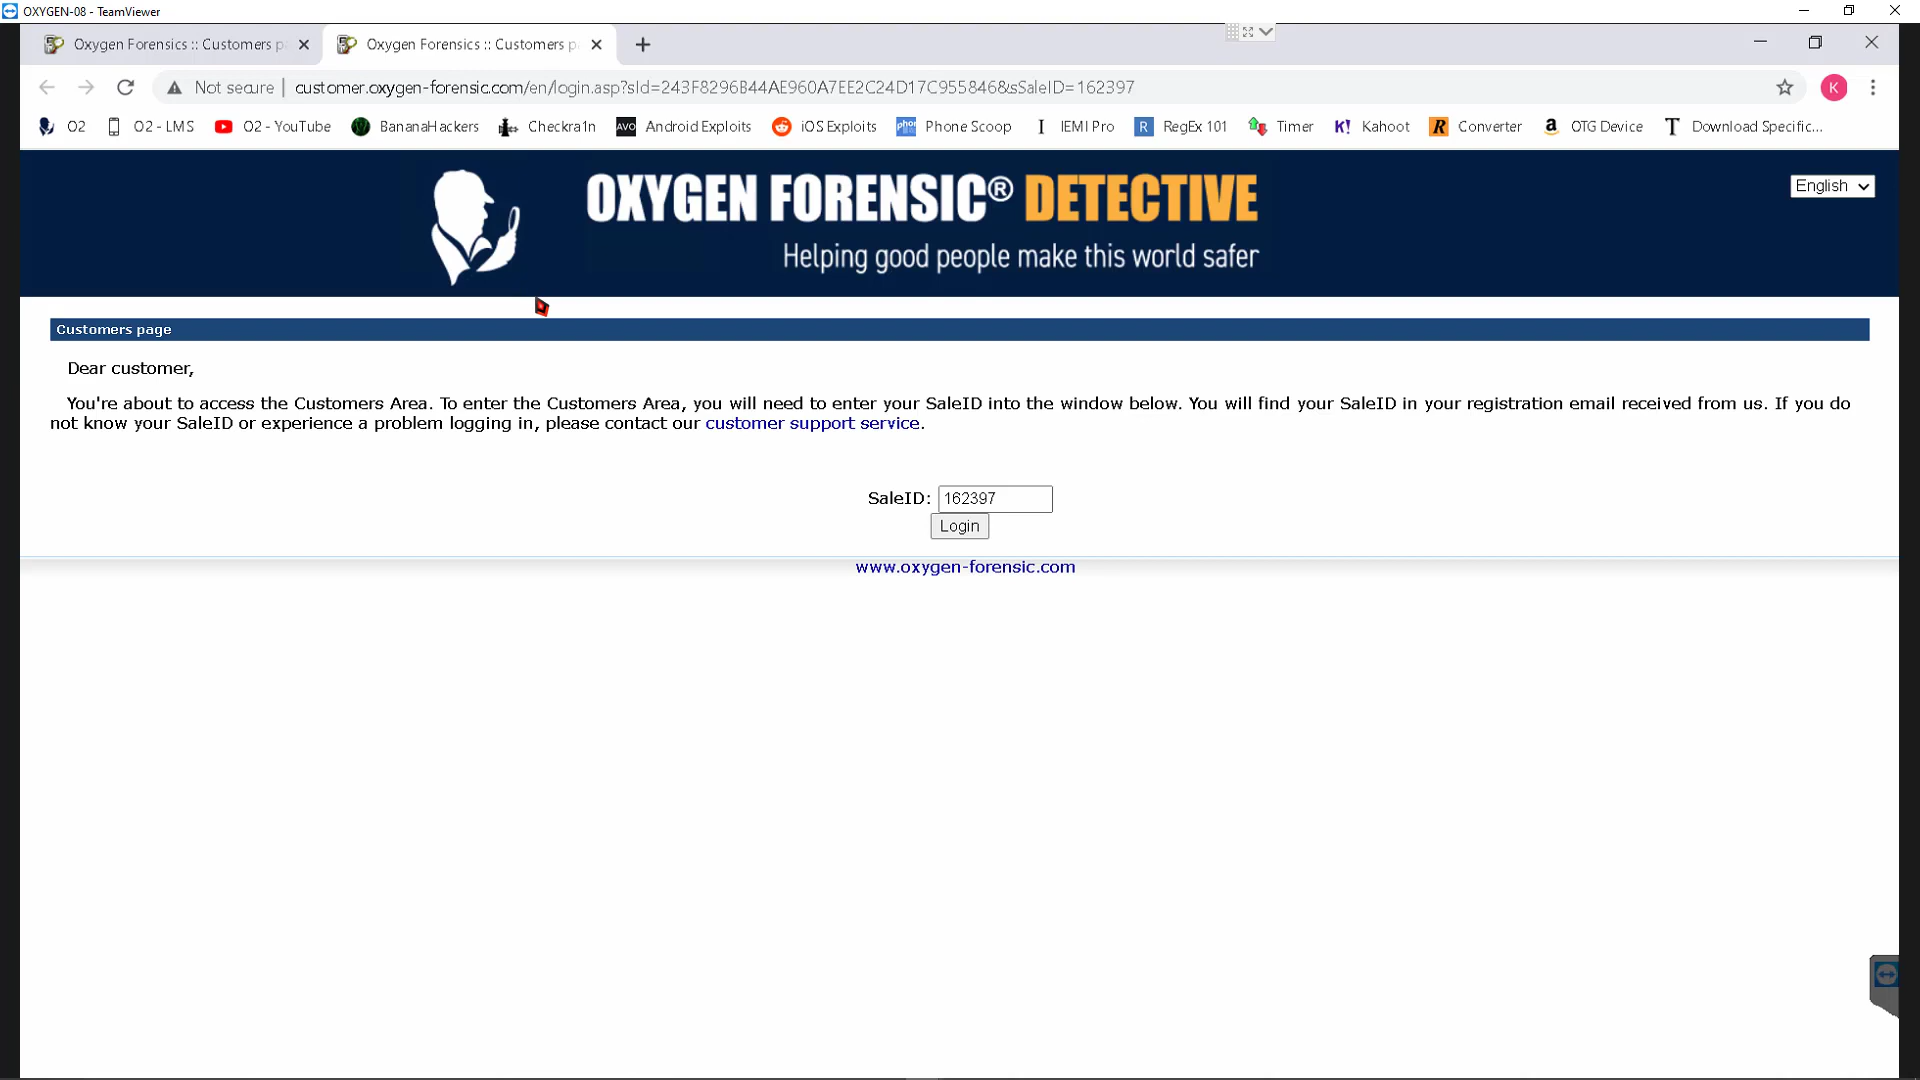 OXYGEN-08 - TeamViewer
Oxygen Forensics :: Customers p
Oxygen Forensics :: Customers p
Not secure
customer.oxygen-forensic.com/en/login.asp?sId=243F8296B44AE960A7EE2C24D17C955846&sSaleID=162397
K
O2
O2 - LMS
O2 - YouTube
BananaHackers
Checkra1n
AVO Android Exploits
iOS Exploits
phon Phone Scoop
I IEMI Pro
R RegEx 101
Timer
K! Kahoot
R Converter
a OTG Device
T Download Specific...
OXYGEN FORENSIC® DETECTIVE
Helping good people make this world safer
English
Customers page
Dear customer,
You're about to access the Customers Area. To enter the Customers Area, you will need to enter your SaleID into the window below. You will find your SaleID in your registration email received from us. If you do
not know your SaleID or experience a problem logging in, please contact our customer support service.
SaleID: 162397
Login
www.oxygen-forensic.com